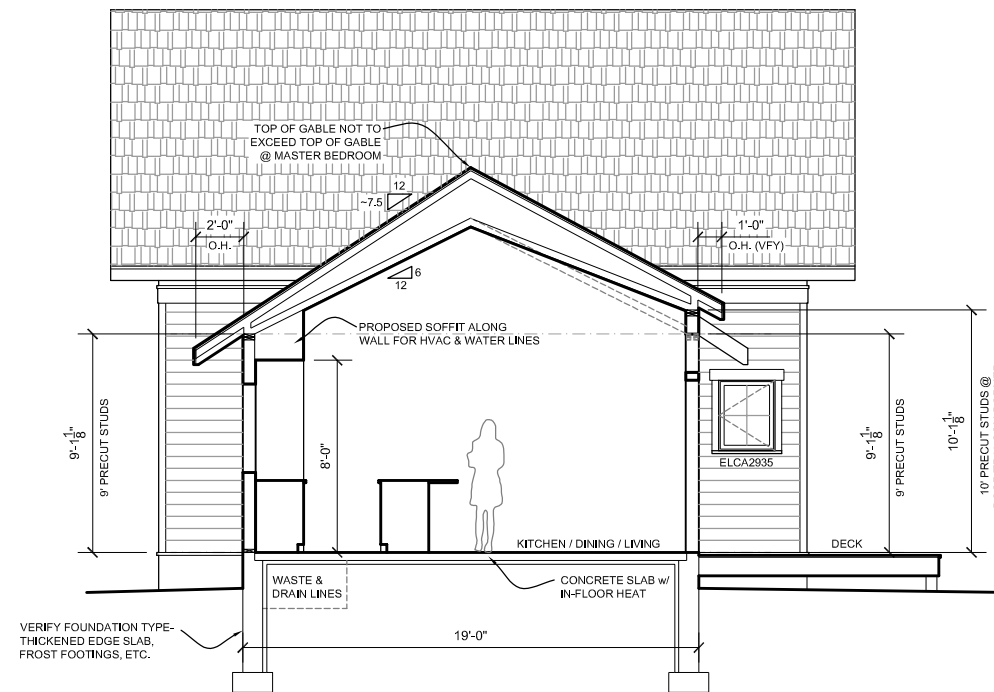 TOP OF GABLE NOT TO
EXCEED TOP OF GABLE
@ MASTER BEDROOM
12
~7.5
2'-0"
O.H.
1'-0"
O.H. (VFY)
6
12
PROPOSED SOFFIT ALONG
WALL FOR HVAC & WATER LINES
9'-1 1/8"
9' PRECUT STUDS
8'-0"
ELCA2935
9'-1 1/8"
9' PRECUT STUDS
10'-1 1/8"
10' PRECUT STUDS @
KITCHEN / DINING / LIVING
DECK
WASTE &
DRAIN LINES
CONCRETE SLAB w/
IN-FLOOR HEAT
VERIFY FOUNDATION TYPE-
THICKENED EDGE SLAB,
FROST FOOTINGS, ETC.
19'-0"